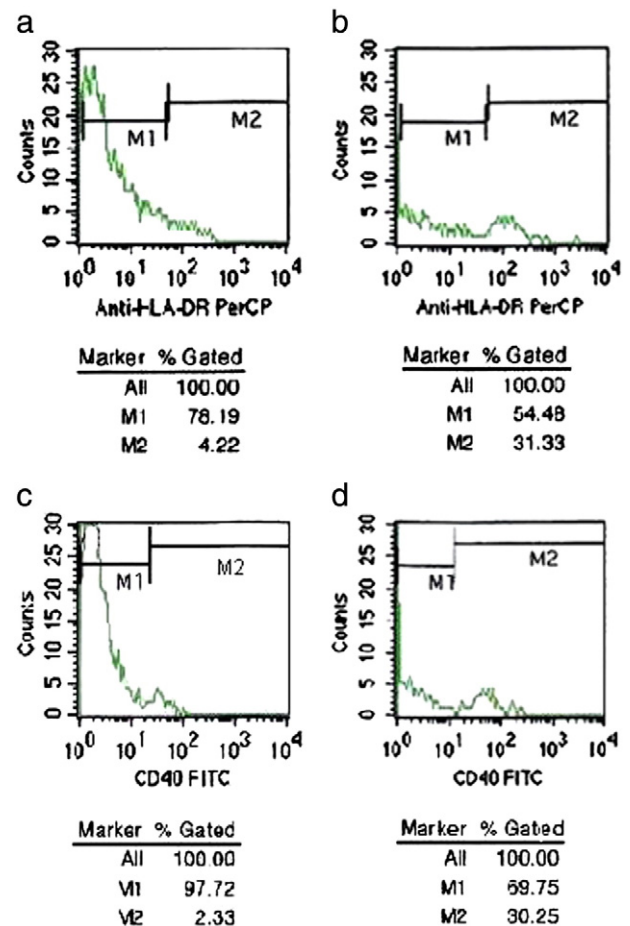 a
30
25
20
15
10
5
0
Counts
M1
M2
10^0 10^1 10^2 10^3 10^4
Anti-HLA-DR PerCP
Marker % Gated
All 100.00
M1 78.19
M2 4.22
b
30
25
20
15
10
5
0
Counts
M1
M2
10^0 10^1 10^2 10^3 10^4
Anti-HLA-DR PerCP
Marker % Gated
All 100.00
M1 54.48
M2 31.33
c
30
25
20
15
10
5
0
Counts
M1
M2
10^0 10^1 10^2 10^3 10^4
CD40 FITC
Marker % Gated
All 100.00
M1 97.72
M2 2.33
d
30
25
20
15
10
5
0
Counts
M1
M2
10^0 10^1 10^2 10^3 10^4
CD40 FITC
Marker % Gated
All 100.00
M1 69.75
M2 30.25